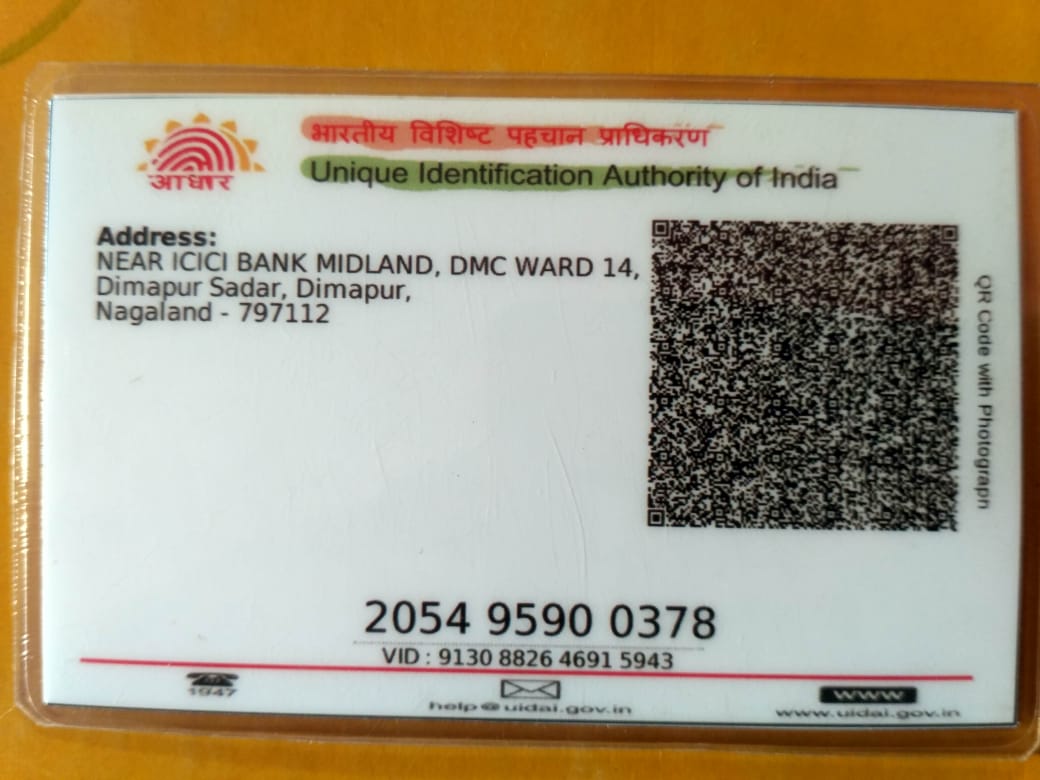 भारतीय विशिष्ट पहचान प्राधिकरण
आधार
Unique Identification Authority of India
Address:
NEAR ICICI BANK MIDLAND, DMC WARD 14,
Dimapur Sadar, Dimapur,
Nagaland - 797112
QR Code with Photograph
2054 9590 0378
VID : 9130 8826 4691 5943
1947
help@uidai.gov.in
WWW
www.uidai.gov.in